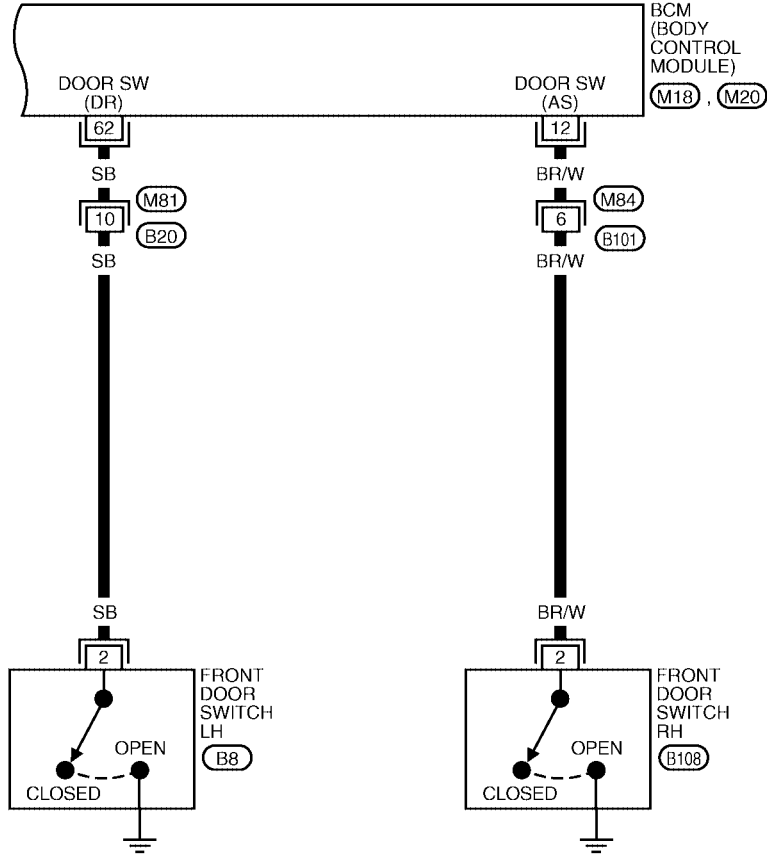 BCM
(BODY
CONTROL
MODULE)
M18 , M20
DOOR SW
(DR)
DOOR SW
(AS)
62
12
SB
BR/W
M81
M84
10
6
B20
B101
SB
BR/W
SB
BR/W
2
2
FRONT
DOOR
SWITCH
LH
B8
OPEN
CLOSED
FRONT
DOOR
SWITCH
RH
B108
OPEN
CLOSED